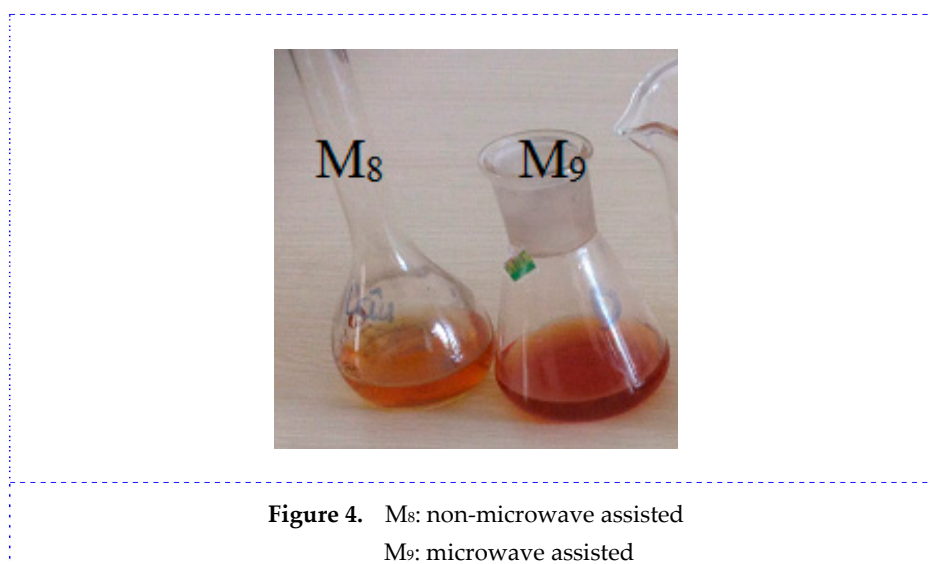 M₈ M₉
Figure 4. M₈: non-microwave assisted
M₉: microwave assisted